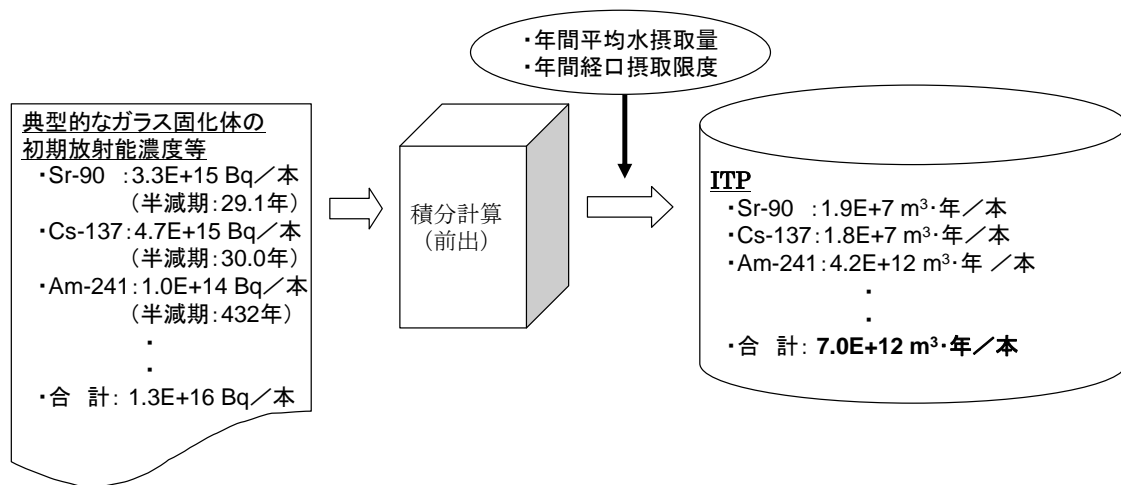 ・年間平均水摂取量
・年間経口摂取限度
典型的なガラス固化体の
初期放射能濃度等
・Sr-90 :3.3E+15 Bq/本
(半減期:29.1年)
・Cs-137:4.7E+15 Bq/本
(半減期:30.0年)
・Am-241:1.0E+14 Bq/本
(半減期:432年)
・
・
・合 計: 1.3E+16 Bq/本
積分計算
(前出)
ITP
・Sr-90 :1.9E+7 m³・年/本
・Cs-137:1.8E+7 m³・年/本
・Am-241:4.2E+12 m³・年 /本
・
・
・合 計: 7.0E+12 m³・年/本